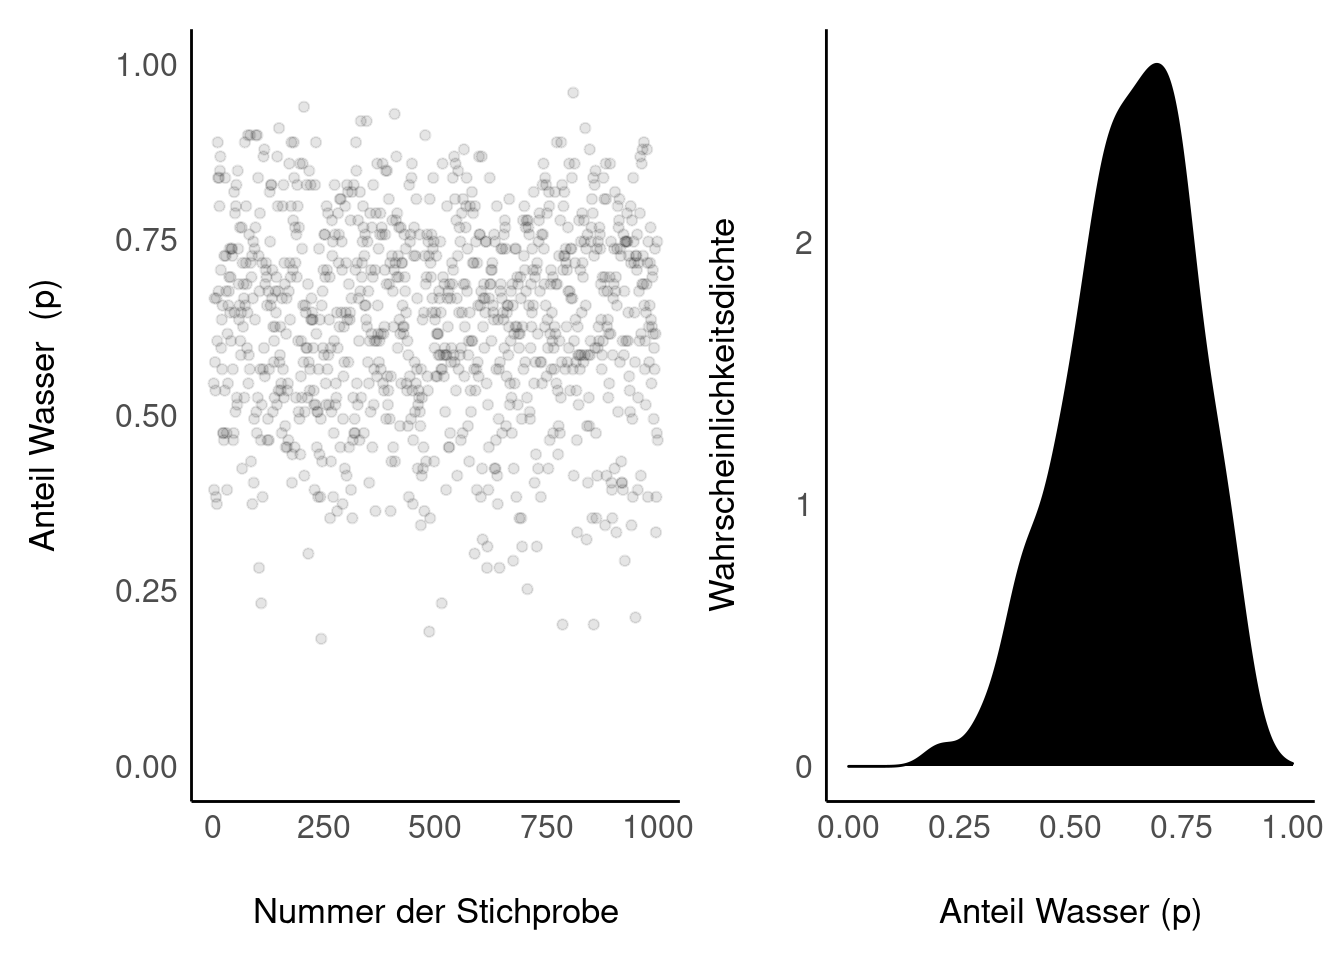 Anteil Wasser (p)
1.00
0.75
0.50
0.25
0.00
0 250 500 750 1000
Nummer der Stichprobe
Wahrscheinlichkeitsdichte
2
1
0
0.00 0.25 0.50 0.75 1.00
Anteil Wasser (p)